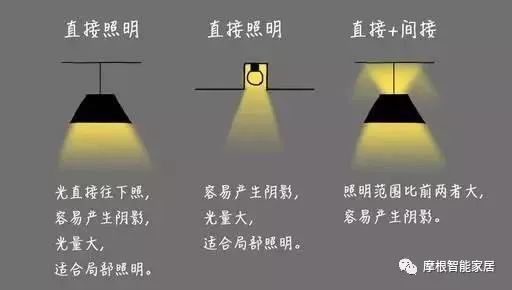 直接照明
光直接往下照,
容易产生阴影,
光量大,
适合局部照明。
直接照明
容易产生阴影,
光量大,
适合局部照明。
直接+间接
照明范围比前两者大,
容易产生阴影。
摩根智能家居